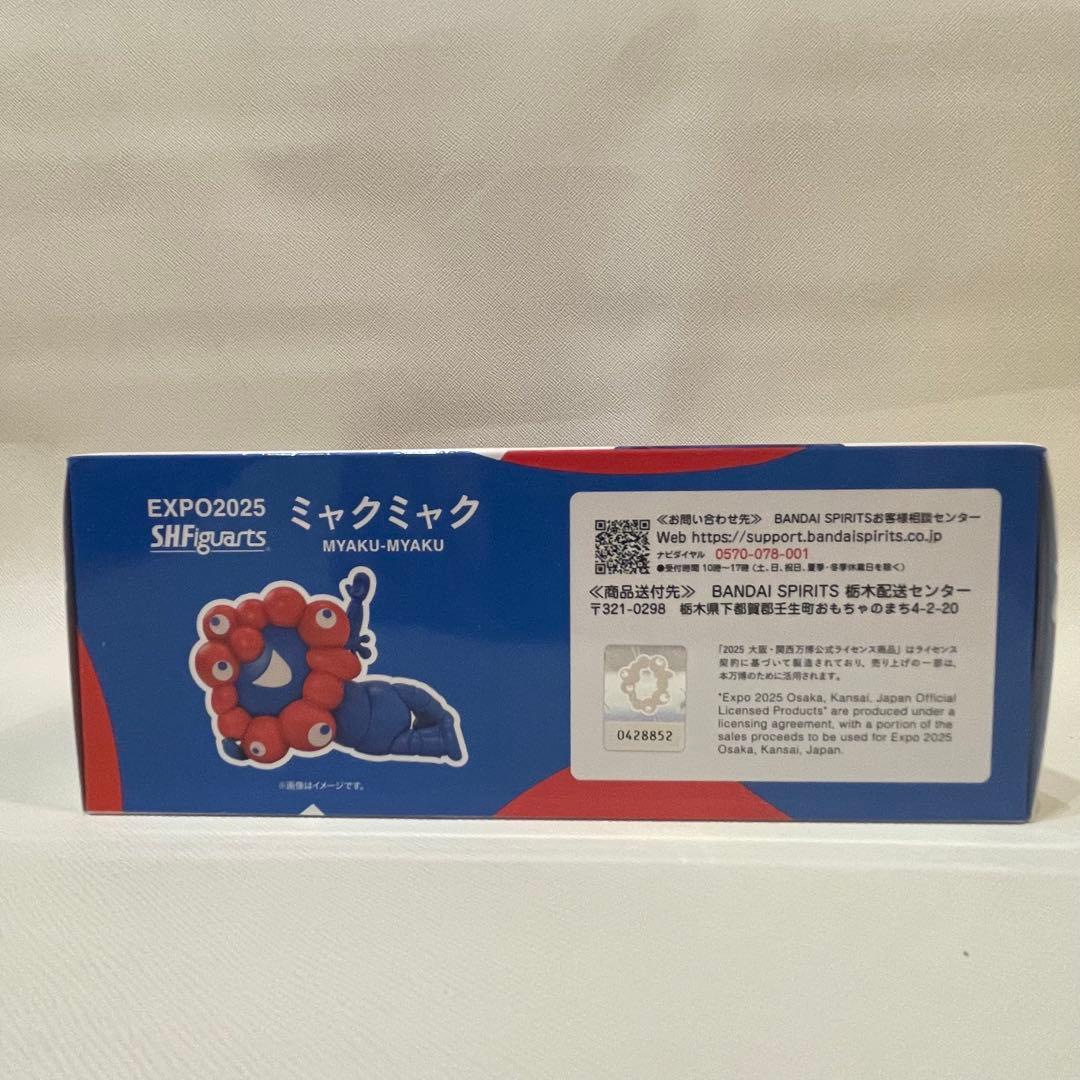 EXPO2025
S.H.Figuarts
ミャクミャク
MYAKU-MYAKU
※画像はイメージです。
≪お問い合わせ先≫ BANDAI SPIRITSお客様相談センター
Web https://support.bandaispirits.co.jp
ナビダイヤル 0570-078-001
●受付時間 10時〜17時（土、日、祝日、夏季・冬季休業日を除く）
≪商品送付先≫ BANDAI SPIRITS 栃木配送センター
〒321-0298 栃木県下都賀郡壬生町おもちゃのまち4-2-20
「2025 大阪・関西万博公式ライセンス商品」はライセンス
契約に基づいて製造されており、売り上げの一部は、
本万博のために活用されます。
"Expo 2025 Osaka, Kansai, Japan Official
Licensed Products" are produced under a
licensing agreement, with a portion of the
sales proceeds to be used for Expo 2025
Osaka, Kansai, Japan.
0428852